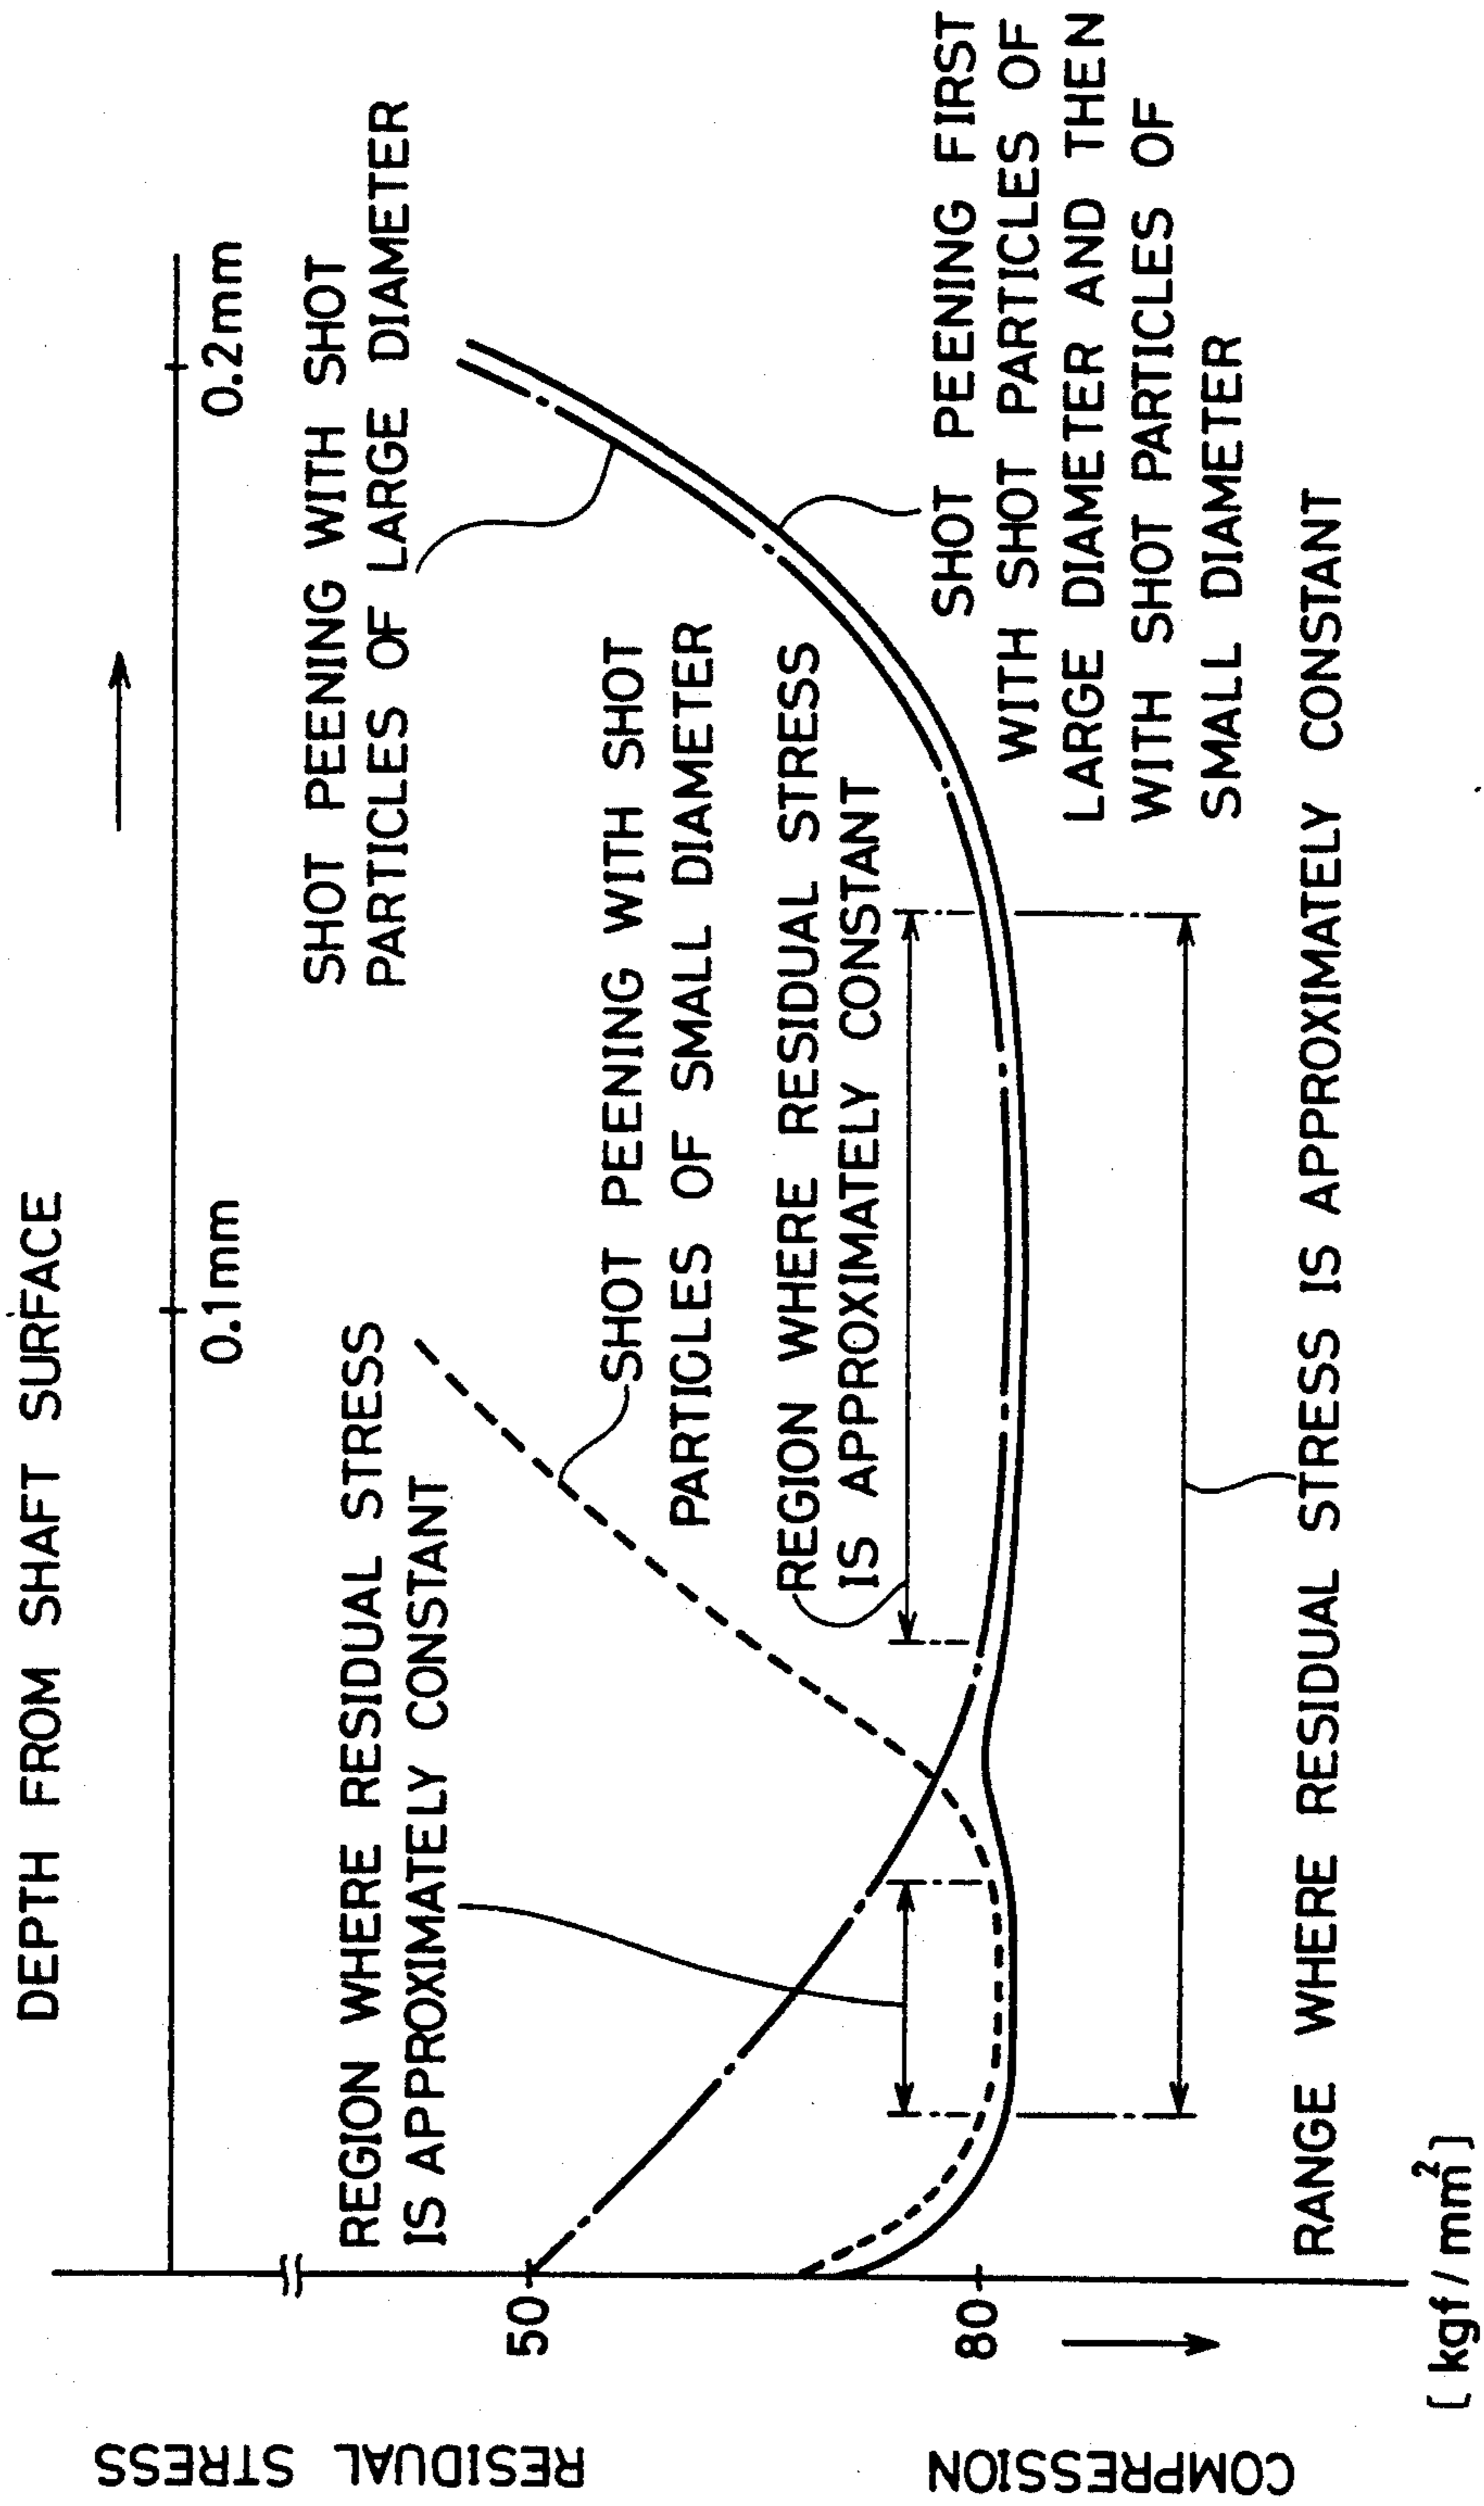 DEPTH FROM SHAFT SURFACE
0.1mm
0.2mm
SHOT PEENING WITH SHOT
PARTICLES OF LARGE DIAMETER
REGION WHERE RESIDUAL STRESS
IS APPROXIMATELY CONSTANT
SHOT PEENING WITH SHOT
PARTICLES OF SMALL DIAMETER
REGION WHERE RESIDUAL STRESS
IS APPROXIMATELY CONSTANT
SHOT PEENING FIRST
WITH SHOT PARTICLES OF
LARGE DIAMETER AND THEN
WITH SHOT PARTICLES OF
SMALL DIAMETER
RANGE WHERE RESIDUAL STRESS IS APPROXIMATELY CONSTANT
50
80
[kgf/mm²]
COMPRESSION
RESIDUAL STRESS